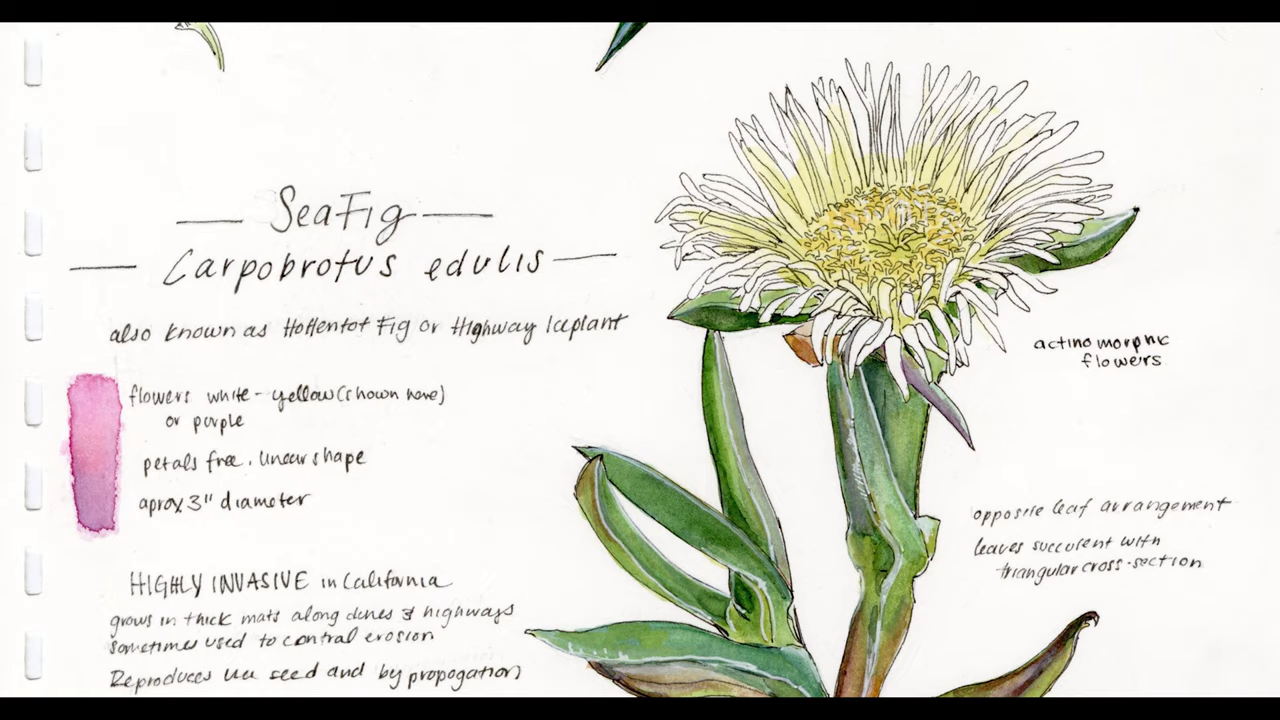 — SeaFig —
— Carpobrotus edulis —
also known as Hottentot Fig or Highway Iceplant
flowers white - yellow (shown here)
or purple
petals free. linear shape
aprox 3" diameter
HIGHLY INVASIVE in California
grows in thick mats along dunes & highways
sometimes used to control erosion
Reproduces via seed and by propogation
actinomorphic
flowers
opposite leaf arrangement
leaves succulent with
triangular cross-section